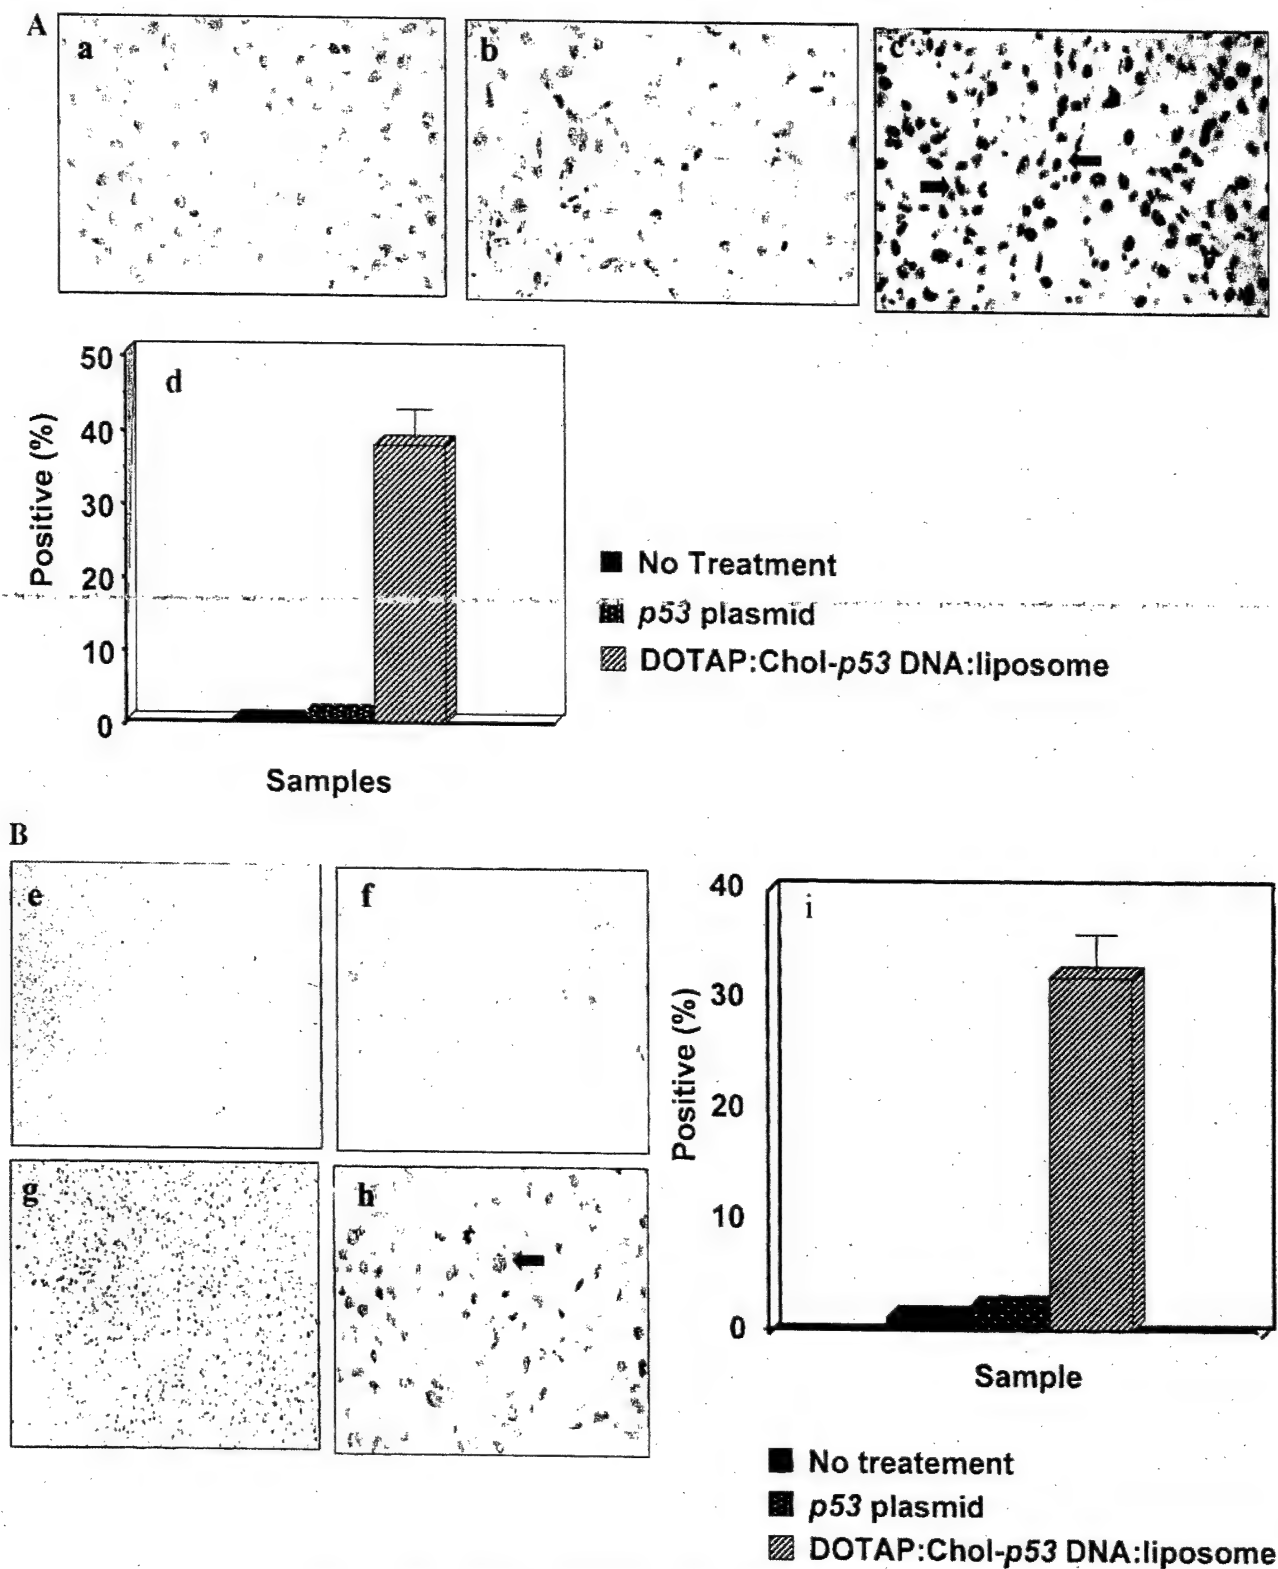 A
a
b
c
50
40
30
20
10
0
d
Positive (%)
Samples
No Treatment
p53 plasmid
DOTAP:Chol-p53 DNA:liposome
B
e
f
g
h
40
30
20
10
0
i
Positive (%)
Sample
No treatement
p53 plasmid
DOTAP:Chol-p53 DNA:liposome